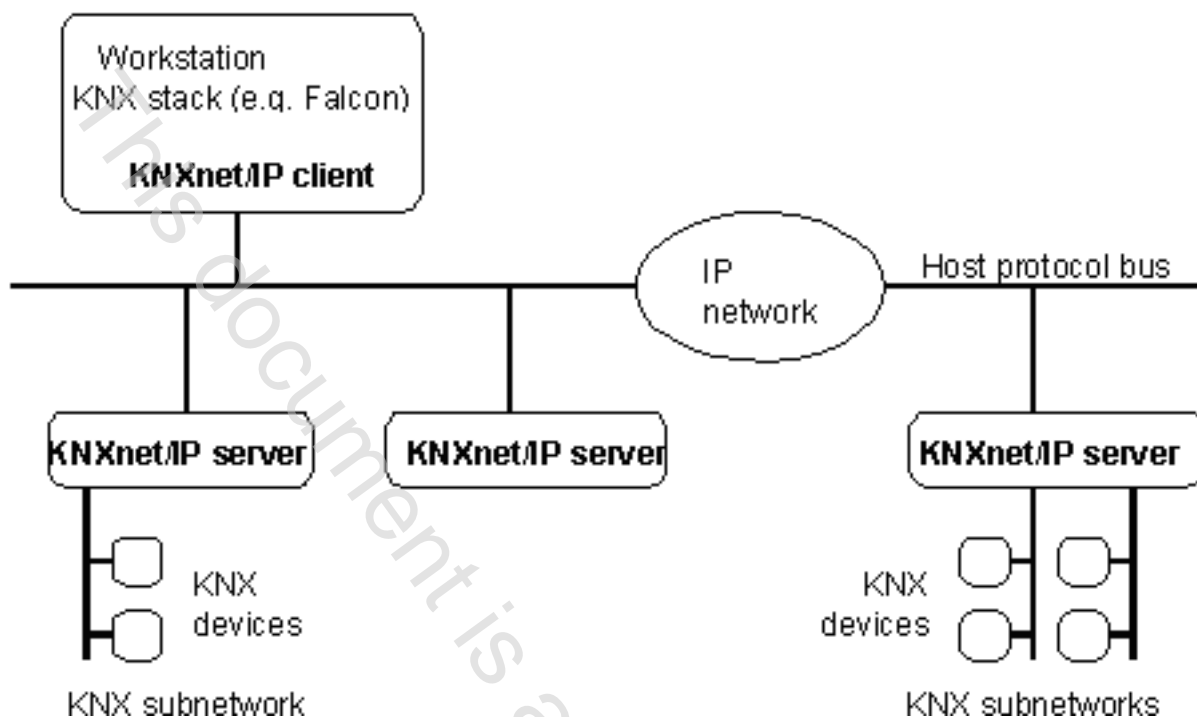 Workstation
KNX stack (e.g. Falcon)
KNXnet/IP client
IP
network
Host protocol bus
KNXnet/IP server
KNXnet/IP server
KNXnet/IP server
KNX
devices
KNX
devices
KNX subnetwork
KNX subnetworks
This document is a